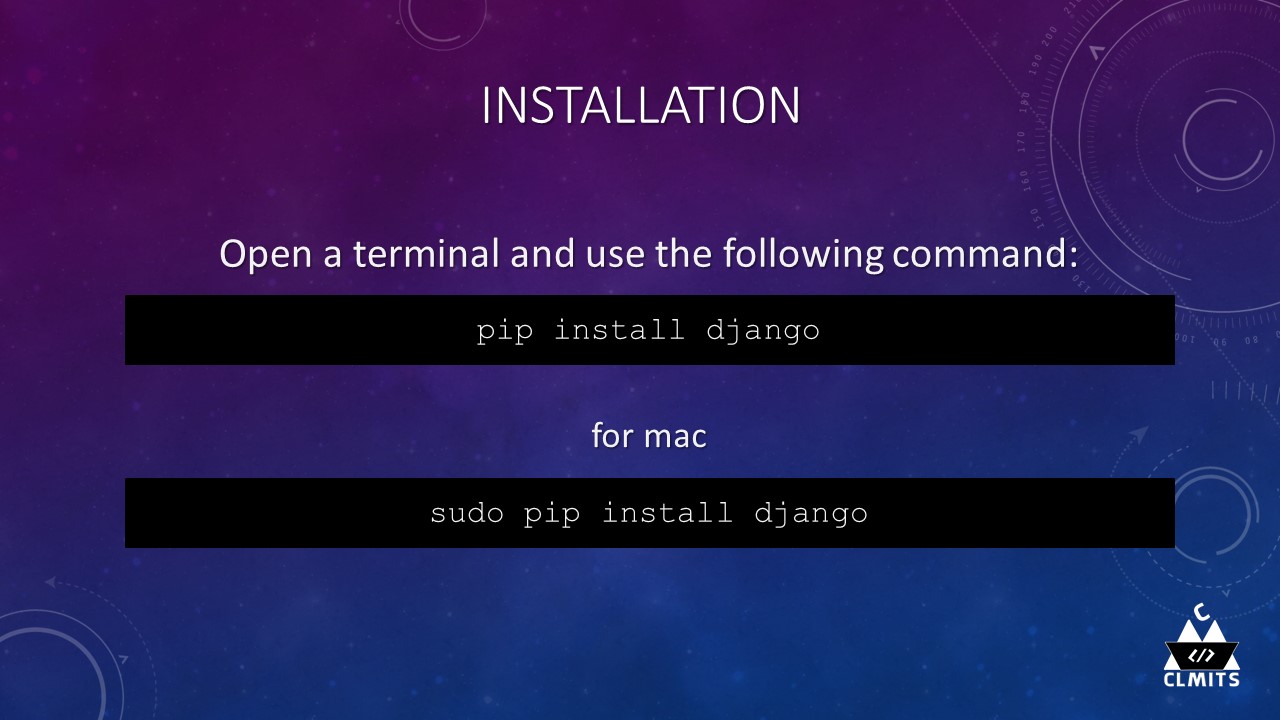 INSTALLATION
Open a terminal and use the following command:
pip install django
for mac
sudo pip install django
C
</>
CLMITS